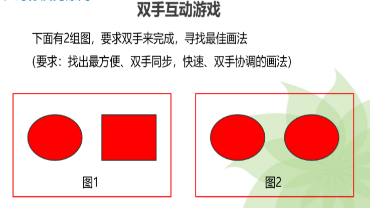 双手互动游戏
下面有2组图，要求双手来完成，寻找最佳画法
(要求：找出最方便、双手同步，快速、双手协调的画法)
图1
图2